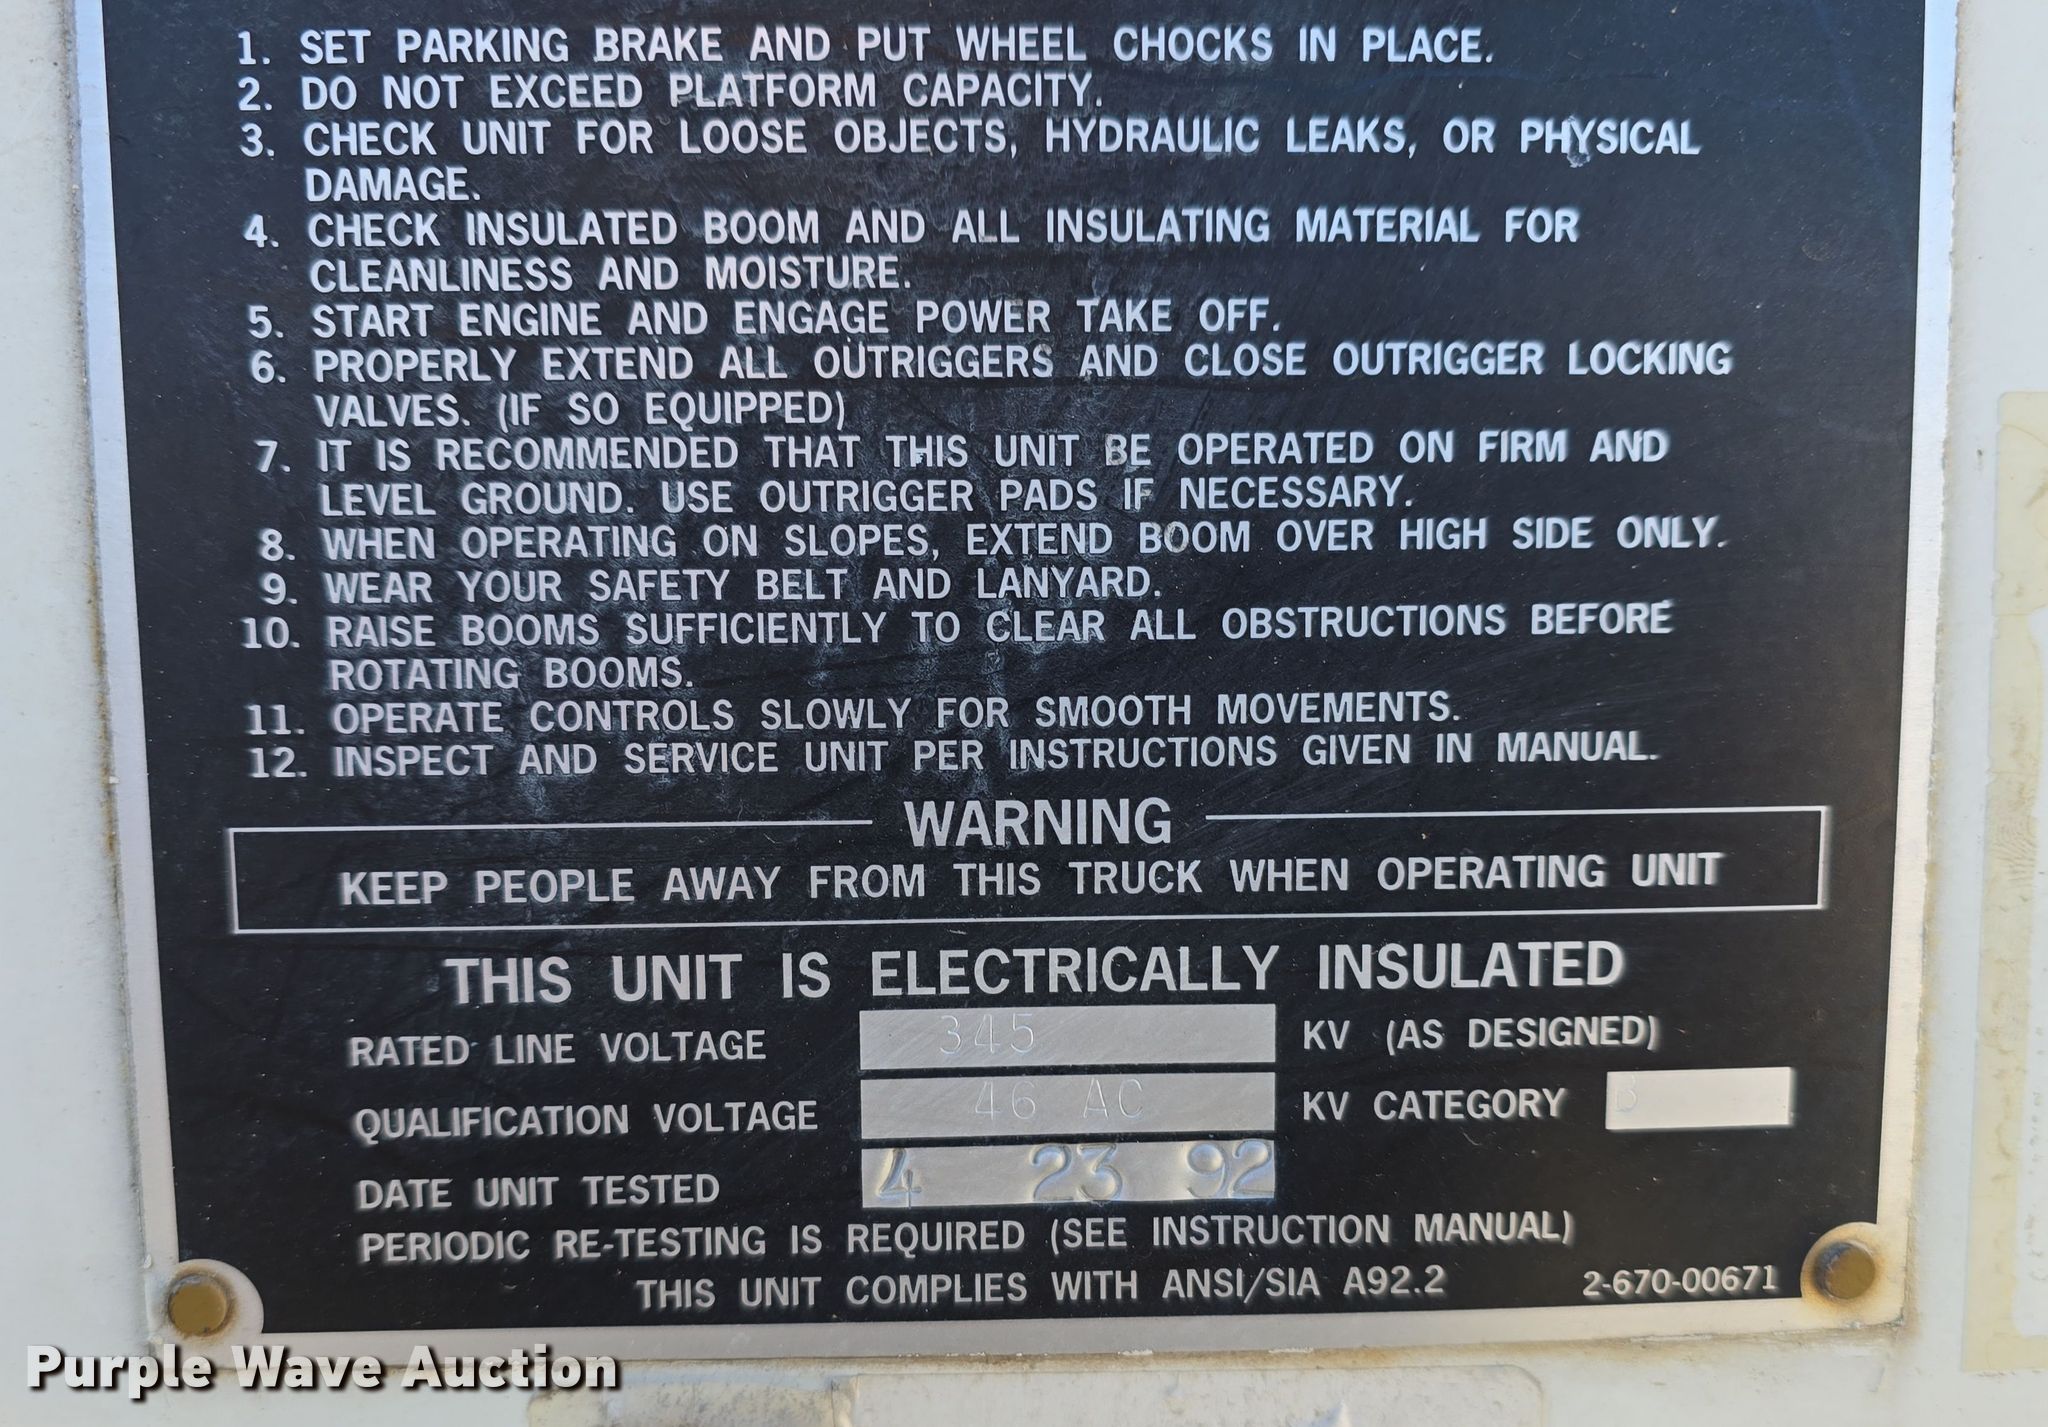 1. SET PARKING BRAKE AND PUT WHEEL CHOCKS IN PLACE.
2. DO NOT EXCEED PLATFORM CAPACITY.
3. CHECK UNIT FOR LOOSE OBJECTS, HYDRAULIC LEAKS, OR PHYSICAL
DAMAGE.
4. CHECK INSULATED BOOM AND ALL INSULATING MATERIAL FOR
CLEANLINESS AND MOISTURE.
5. START ENGINE AND ENGAGE POWER TAKE OFF.
6. PROPERLY EXTEND ALL OUTRIGGERS AND CLOSE OUTRIGGER LOCKING
VALVES. (IF SO EQUIPPED)
7. IT IS RECOMMENDED THAT THIS UNIT BE OPERATED ON FIRM AND
LEVEL GROUND. USE OUTRIGGER PADS IF NECESSARY.
8. WHEN OPERATING ON SLOPES, EXTEND BOOM OVER HIGH SIDE ONLY.
9. WEAR YOUR SAFETY BELT AND LANYARD.
10. RAISE BOOMS SUFFICIENTLY TO CLEAR ALL OBSTRUCTIONS BEFORE
ROTATING BOOMS.
11. OPERATE CONTROLS SLOWLY FOR SMOOTH MOVEMENTS.
12. INSPECT AND SERVICE UNIT PER INSTRUCTIONS GIVEN IN MANUAL.
WARNING
KEEP PEOPLE AWAY FROM THIS TRUCK WHEN OPERATING UNIT
THIS UNIT IS ELECTRICALLY INSULATED
RATED LINE VOLTAGE 345 KV (AS DESIGNED)
QUALIFICATION VOLTAGE 46 AC KV CATEGORY B
DATE UNIT TESTED 4 23 92
PERIODIC RE-TESTING IS REQUIRED (SEE INSTRUCTION MANUAL)
THIS UNIT COMPLIES WITH ANSI/SIA A92.2 2-670-00671
Purple Wave Auction